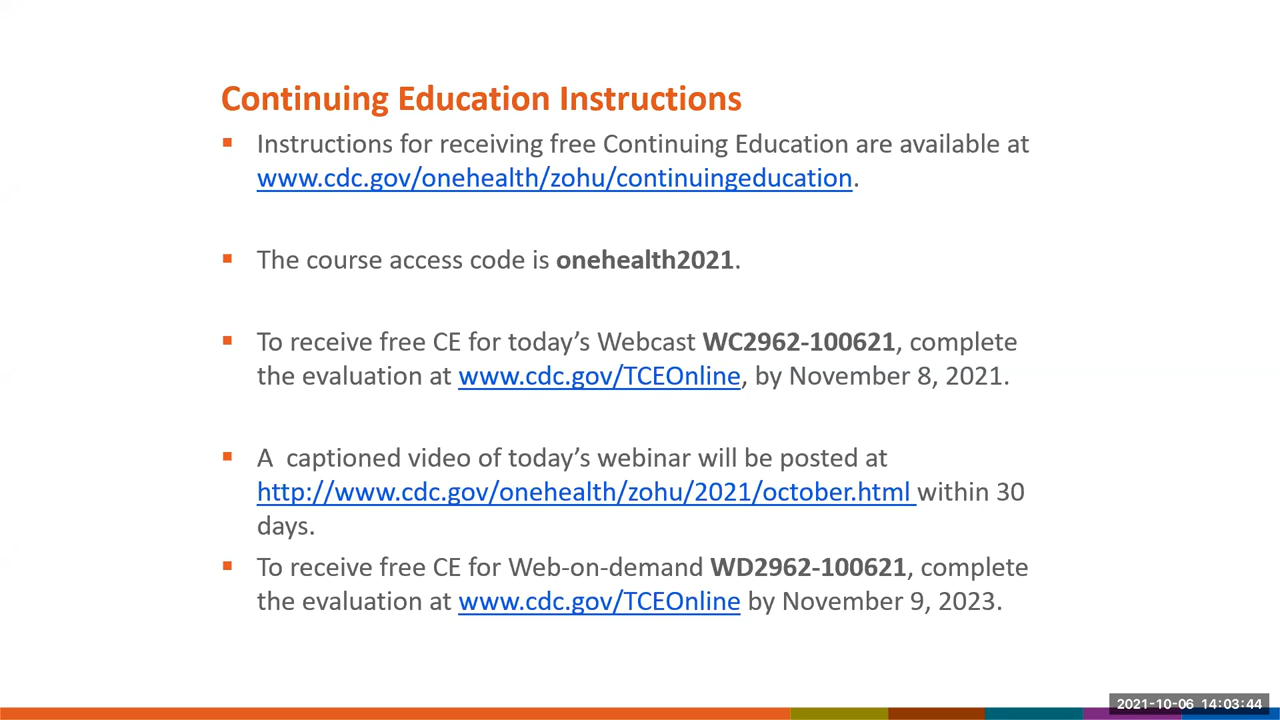 Continuing Education Instructions
▪ Instructions for receiving free Continuing Education are available at
www.cdc.gov/onehealth/zohu/continuingeducation.
▪ The course access code is onehealth2021.
▪ To receive free CE for today’s Webcast WC2962-100621, complete
the evaluation at www.cdc.gov/TCEOnline, by November 8, 2021.
▪ A  captioned video of today’s webinar will be posted at
http://www.cdc.gov/onehealth/zohu/2021/october.html within 30
days.
▪ To receive free CE for Web-on-demand WD2962-100621, complete
the evaluation at www.cdc.gov/TCEOnline by November 9, 2023.
2021-10-06 14:03:44